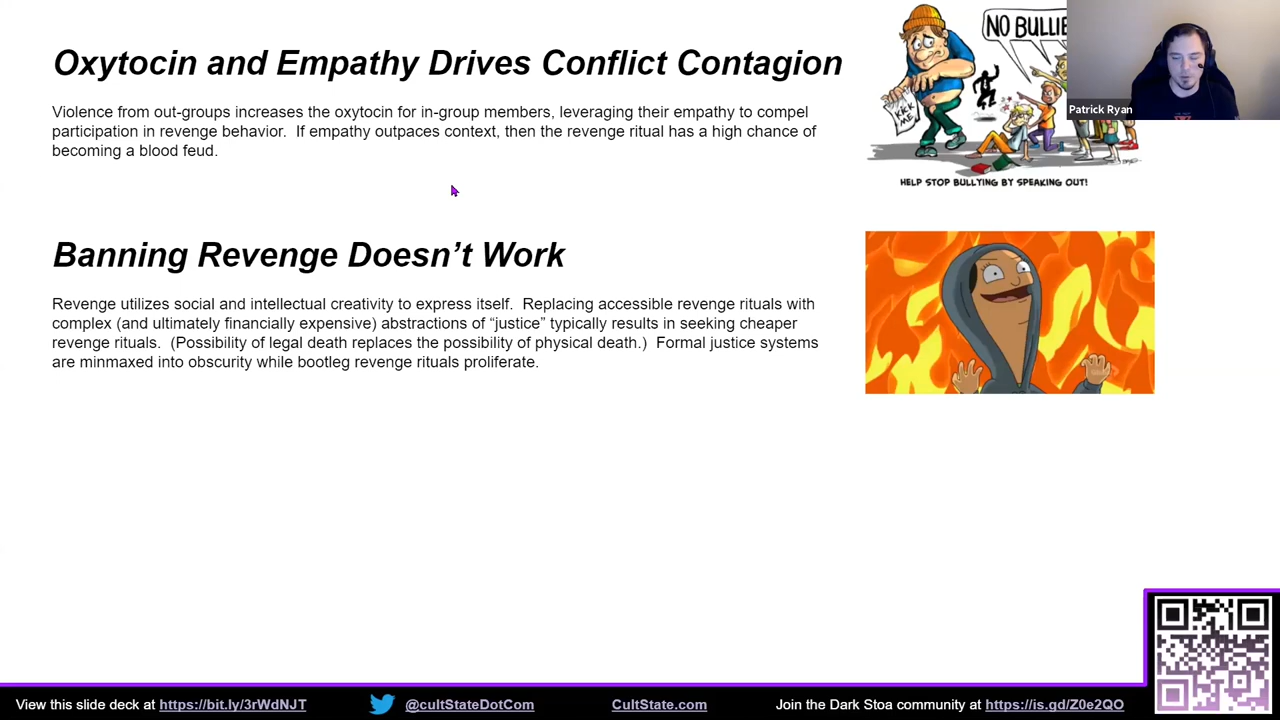 Oxytocin and Empathy Drives Conflict Contagion
Violence from out-groups increases the oxytocin for in-group members, leveraging their empathy to compel
participation in revenge behavior.  If empathy outpaces context, then the revenge ritual has a high chance of
becoming a blood feud.
NO BULLIE
KICK
ME
HELP STOP BULLYING BY SPEAKING OUT!
Patrick Ryan
Banning Revenge Doesn’t Work
Revenge utilizes social and intellectual creativity to express itself.  Replacing accessible revenge rituals with
complex (and ultimately financially expensive) abstractions of “justice” typically results in seeking cheaper
revenge rituals.  (Possibility of legal death replaces the possibility of physical death.)  Formal justice systems
are minmaxed into obscurity while bootleg revenge rituals proliferate.
View this slide deck at https://bit.ly/3rWdNJT
@cultStateDotCom
CultState.com
Join the Dark Stoa community at https://is.gd/Z0e2QO